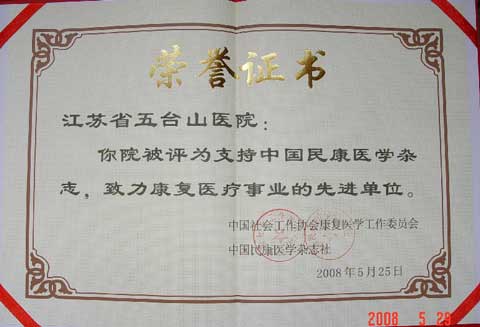 荣誉证书
江苏省五台山医院：
你院被评为支持中国民康医学杂
志，致力康复医疗事业的先进单位。
中国社会工作协会康复医学工作委员会
中国民康医学杂志社
2008年5月25日
2008 5 29